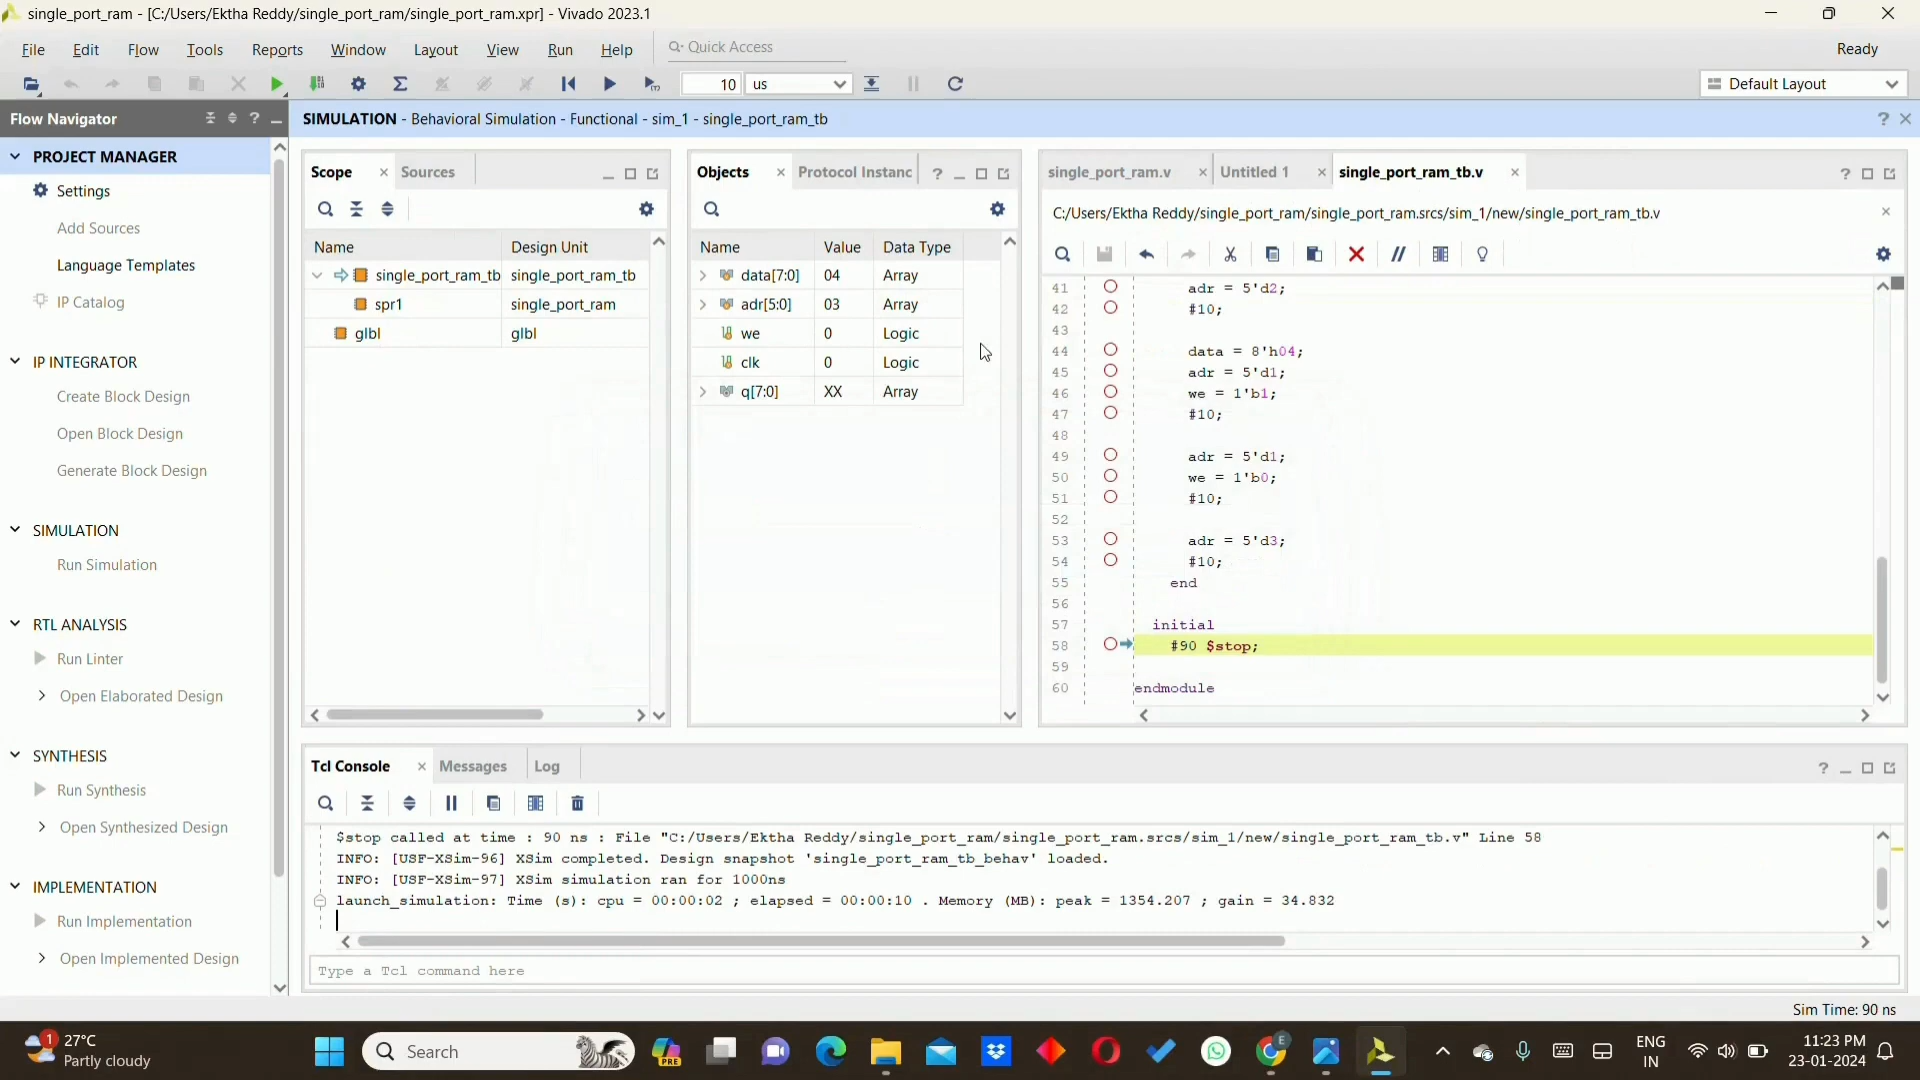 single_port_ram - [C:/Users/Ektha Reddy/single_port_ram/single_port_ram.xpr] - Vivado 2023.1
File Edit Flow Tools Reports Window Layout View Run Help Quick Access
Ready
10 us
Default Layout
Flow Navigator
SIMULATION - Behavioral Simulation - Functional - sim_1 - single_port_ram_tb
PROJECT MANAGER
Settings
Add Sources
Language Templates
IP Catalog
IP INTEGRATOR
Create Block Design
Open Block Design
Generate Block Design
SIMULATION
Run Simulation
RTL ANALYSIS
Run Linter
Open Elaborated Design
SYNTHESIS
Run Synthesis
Open Synthesized Design
IMPLEMENTATION
Run Implementation
Open Implemented Design
Scope Sources
Name Design Unit
single_port_ram_tb single_port_ram_tb
spr1 single_port_ram
glbl glbl
Objects Protocol Instanc
Name Value Data Type
data[7:0] 04 Array
adr[5:0] 03 Array
we 0 Logic
clk 0 Logic
q[7:0] XX Array
single_port_ram.v Untitled 1 single_port_ram_tb.v
C:/Users/Ektha Reddy/single_port_ram/single_port_ram.srcs/sim_1/new/single_port_ram_tb.v
41 adr = 5'd2;
42 #10;
43
44 data = 8'h04;
45 adr = 5'd1;
46 we = 1'b1;
47 #10;
48
49 adr = 5'd1;
50 we = 1'b0;
51 #10;
52
53 adr = 5'd3;
54 #10;
55 end
56
57 initial
58 #90 $stop;
59
60 endmodule
Tcl Console Messages Log
$stop called at time : 90 ns : File "C:/Users/Ektha Reddy/single_port_ram/single_port_ram.srcs/sim_1/new/single_port_ram_tb.v" Line 58
INFO: [USF-XSim-96] XSim completed. Design snapshot 'single_port_ram_tb_behav' loaded.
INFO: [USF-XSim-97] XSim simulation ran for 1000ns
launch_simulation: Time (s): cpu = 00:00:02 ; elapsed = 00:00:10 . Memory (MB): peak = 1354.207 ; gain = 34.832
Type a Tcl command here
Sim Time: 90 ns
1
27°C
Partly cloudy
Search
PRE
E
ENG
IN
11:23 PM
23-01-2024